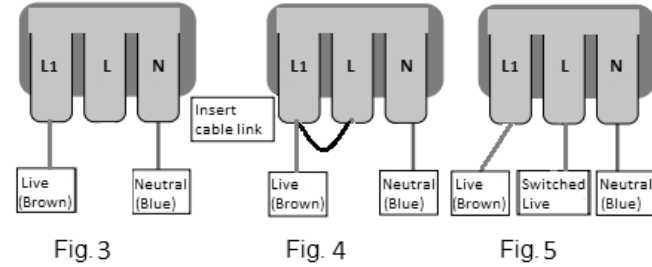 L1 L N
Live
(Brown)
Neutral
(Blue)
Fig. 3
L1 L N
Insert
cable link
Live
(Brown)
Neutral
(Blue)
Fig. 4
L1 L N
Live
(Brown)
Switched
Live
Neutral
(Blue)
Fig. 5